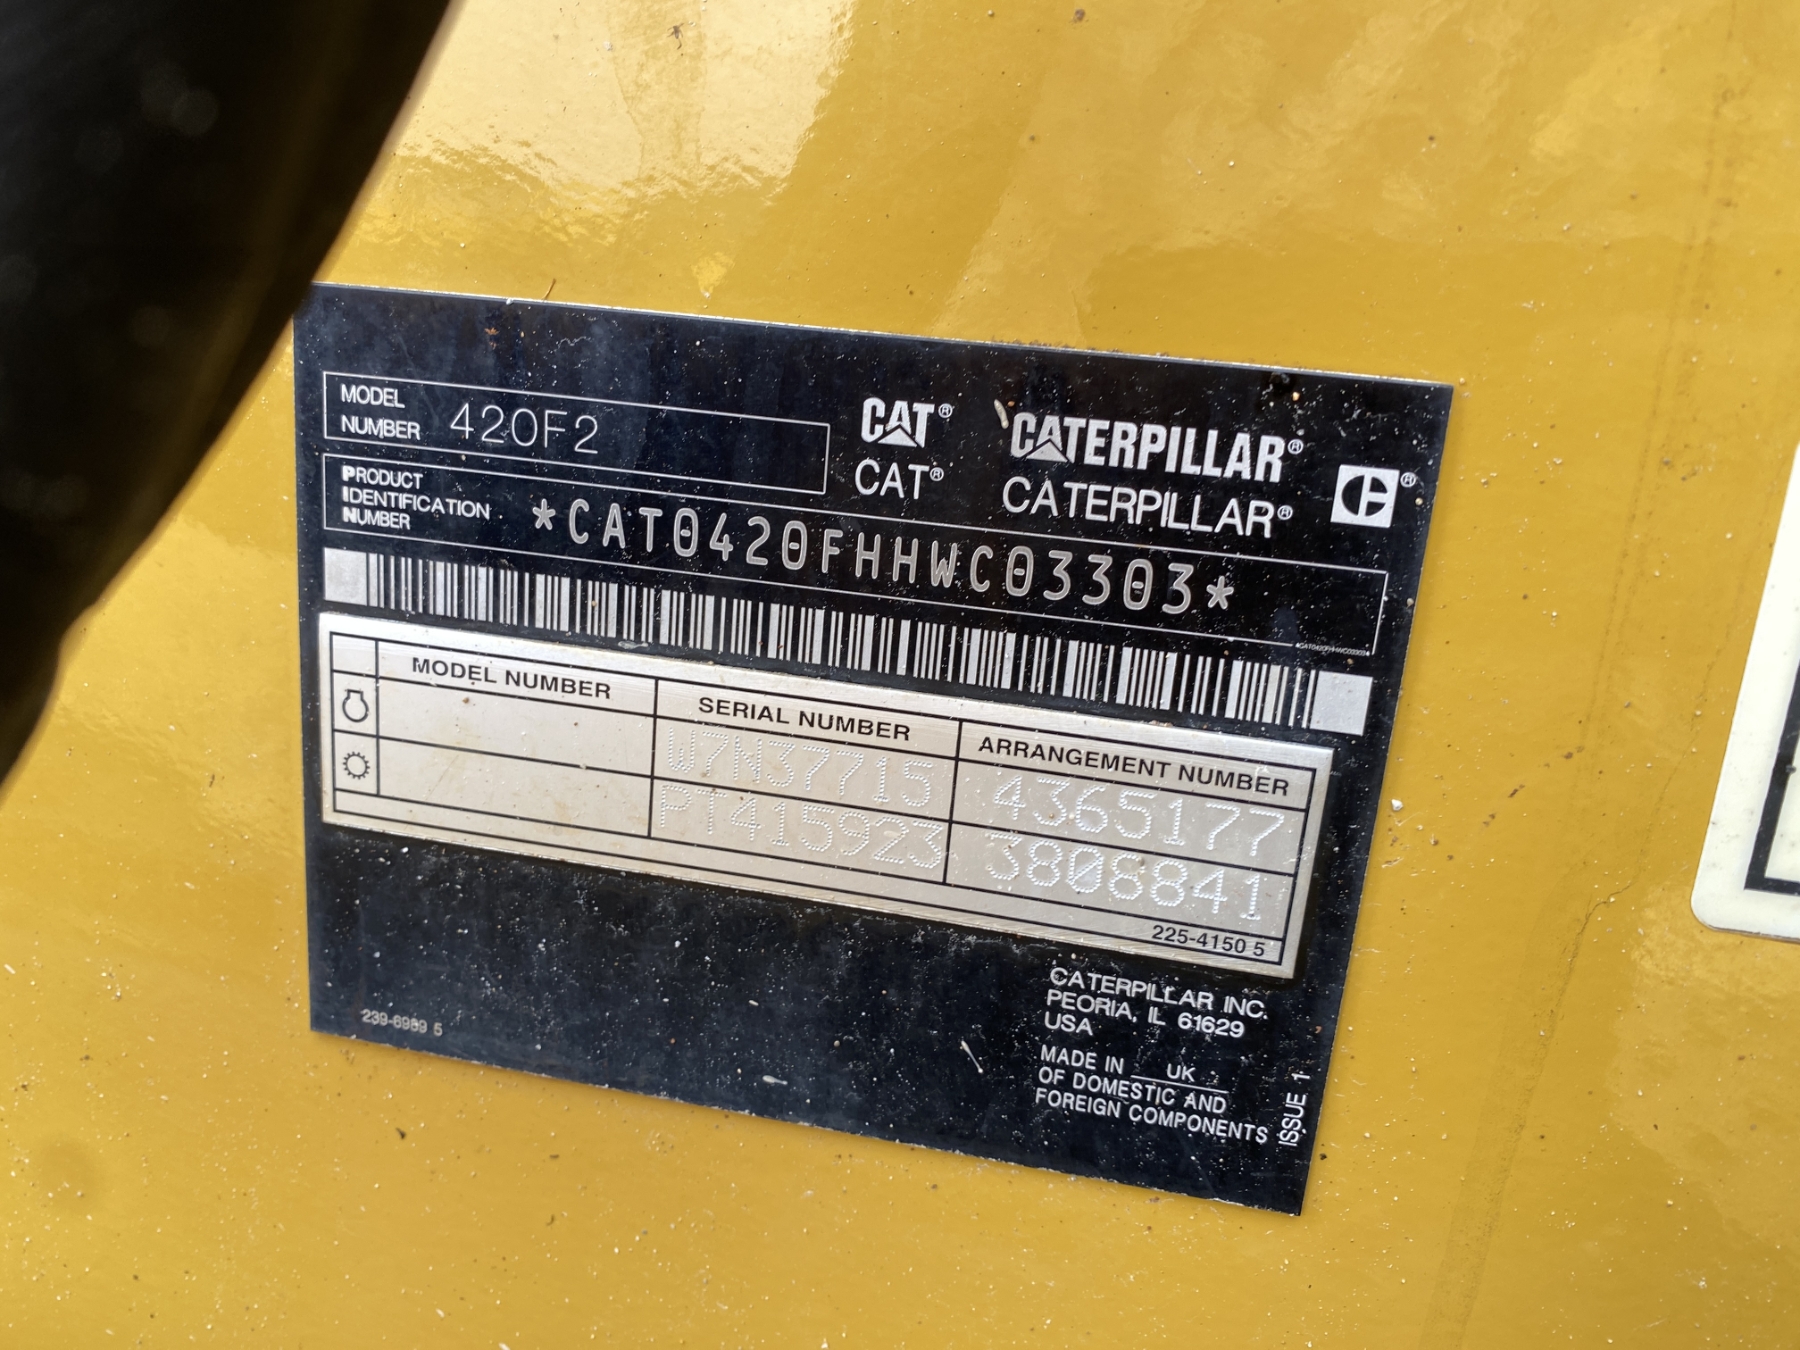 MODEL
NUMBER 420F2
CAT® CATERPILLAR®
CAT® CATERPILLAR®
PRODUCT
IDENTIFICATION
NUMBER
*CAT0420FHHWC03303*
*CAT0420FHHWC03303*
MODEL NUMBER SERIAL NUMBER ARRANGEMENT NUMBER
W7N37715 4365177
PT415923 3808841
225-4150 5
CATERPILLAR INC.
PEORIA, IL 61629
USA
MADE IN UK
OF DOMESTIC AND
FOREIGN COMPONENTS
ISSUE 1
239-6989 5